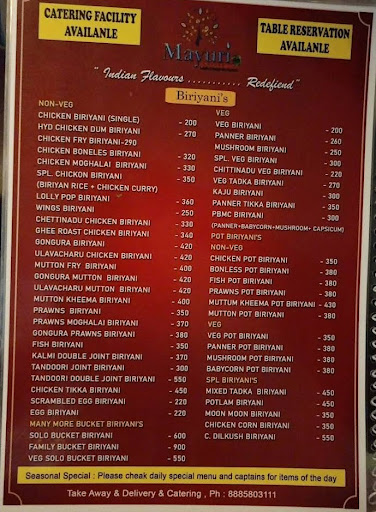 CATERING FACILITY
AVAILANLE
TABLE RESERVATION
AVAILANLE
Mayuri
“ Indian Flavours ........... Redefiend”
Biriyani's
NON-VEG
CHICKEN BIRIYANI (SINGLE) - 200
HYD CHICKEN DUM BIRIYANI - 270
CHICKEN FRY BIRIYANI-290
CHICKEN BONELES BIRIYANI - 320
CHICKEN MOGHALAI BIRIYANI - 330
SPL. CHICKON BIRIYANI - 350
(BIRIYAN RICE + CHICKEN CURRY)
LOLLY POP BIRIYANI - 360
WINGS BIRIYANI - 250
CHETTINADU CHICKEN BIRIYANI - 330
GHEE ROAST CHICKEN BIRIYANI - 340
GONGURA BIRIYANI - 420
ULAVACHARU CHICKEN BIRIYANI - 400
MUTTON FRY BIRIYANI - 400
GONGURA MUTTON BIRIYANI - 420
ULAVACHARU MUTTON BIRIYANI - 420
MUTTON KHEEMA BIRIYANI - 400
PRAWNS BIRIYANI - 350
PRAWNS MOGHALAI BIRIYANI - 370
GONGURA PRAWNS BIRIYANI - 380
FISH BIRIYANI - 350
KALMI DOUBLE JOINT BIRIYANI - 370
TANDOORI JOINT BIRIYANI - 300
TANDOORI DOUBLE JOINT BIRIYANI - 550
CHICKEN TIKKA BIRIYANI - 450
SCRAMBLED EGG BIRIYANI - 220
EGG BIRIYANI - 220
MANY MORE BUCKET BIRIYANI'S
SOLO BUCKET BIRIYANI - 600
FAMILY BUCKET BIRIYANI - 900
VEG SOLO BUCKET BIRIYANI - 550
VEG
VEG BIRIYANI - 200
PANNER BIRIYANI - 260
MUSHROOM BIRIYANI - 250
SPL. VEG BIRIYANI - 260
CHITTINADU VEG BIRIYANI - 220
VEG TADKA BIRIYANI - 270
KAJU BIRIYANI - 300
PANNER TIKKA BIRIYANI - 350
PBMC BIRIYANI - 300
(PANNER+BABYCORN+MUSHROOM+ CAPSICUM)
POT BIRIYANI'S
NON-VEG
CHICKEN POT BIRIYANI - 350
BONLESS POT BIRIYANI - 380
FISH POT BIRIYANI - 380
PRAWNS POT BIRIYANI - 380
MUTTUM KHEEMA POT BIRIYANI - 430
MUTTON POT BIRIYANI - 380
VEG
VEG POT BIRIYANI - 350
PANNER POT BIRIYANI - 380
MUSHROOM POT BIRIYANI - 380
BABYCORN POT BIRIYANI - 380
SPL BIRIYANI'S
MIXED TADKA BIRIYANI - 450
POTLAM BIRYANI - 450
MOON MOON BIRIYANI - 350
CHICKEN CORN BIRIYANI - 350
C. DILKUSH BIRYANI - 550
Seasonal Special : Please cheak daily special menu and captains for items of the day
Take Away & Delivery & Catering , Ph : 8885803111